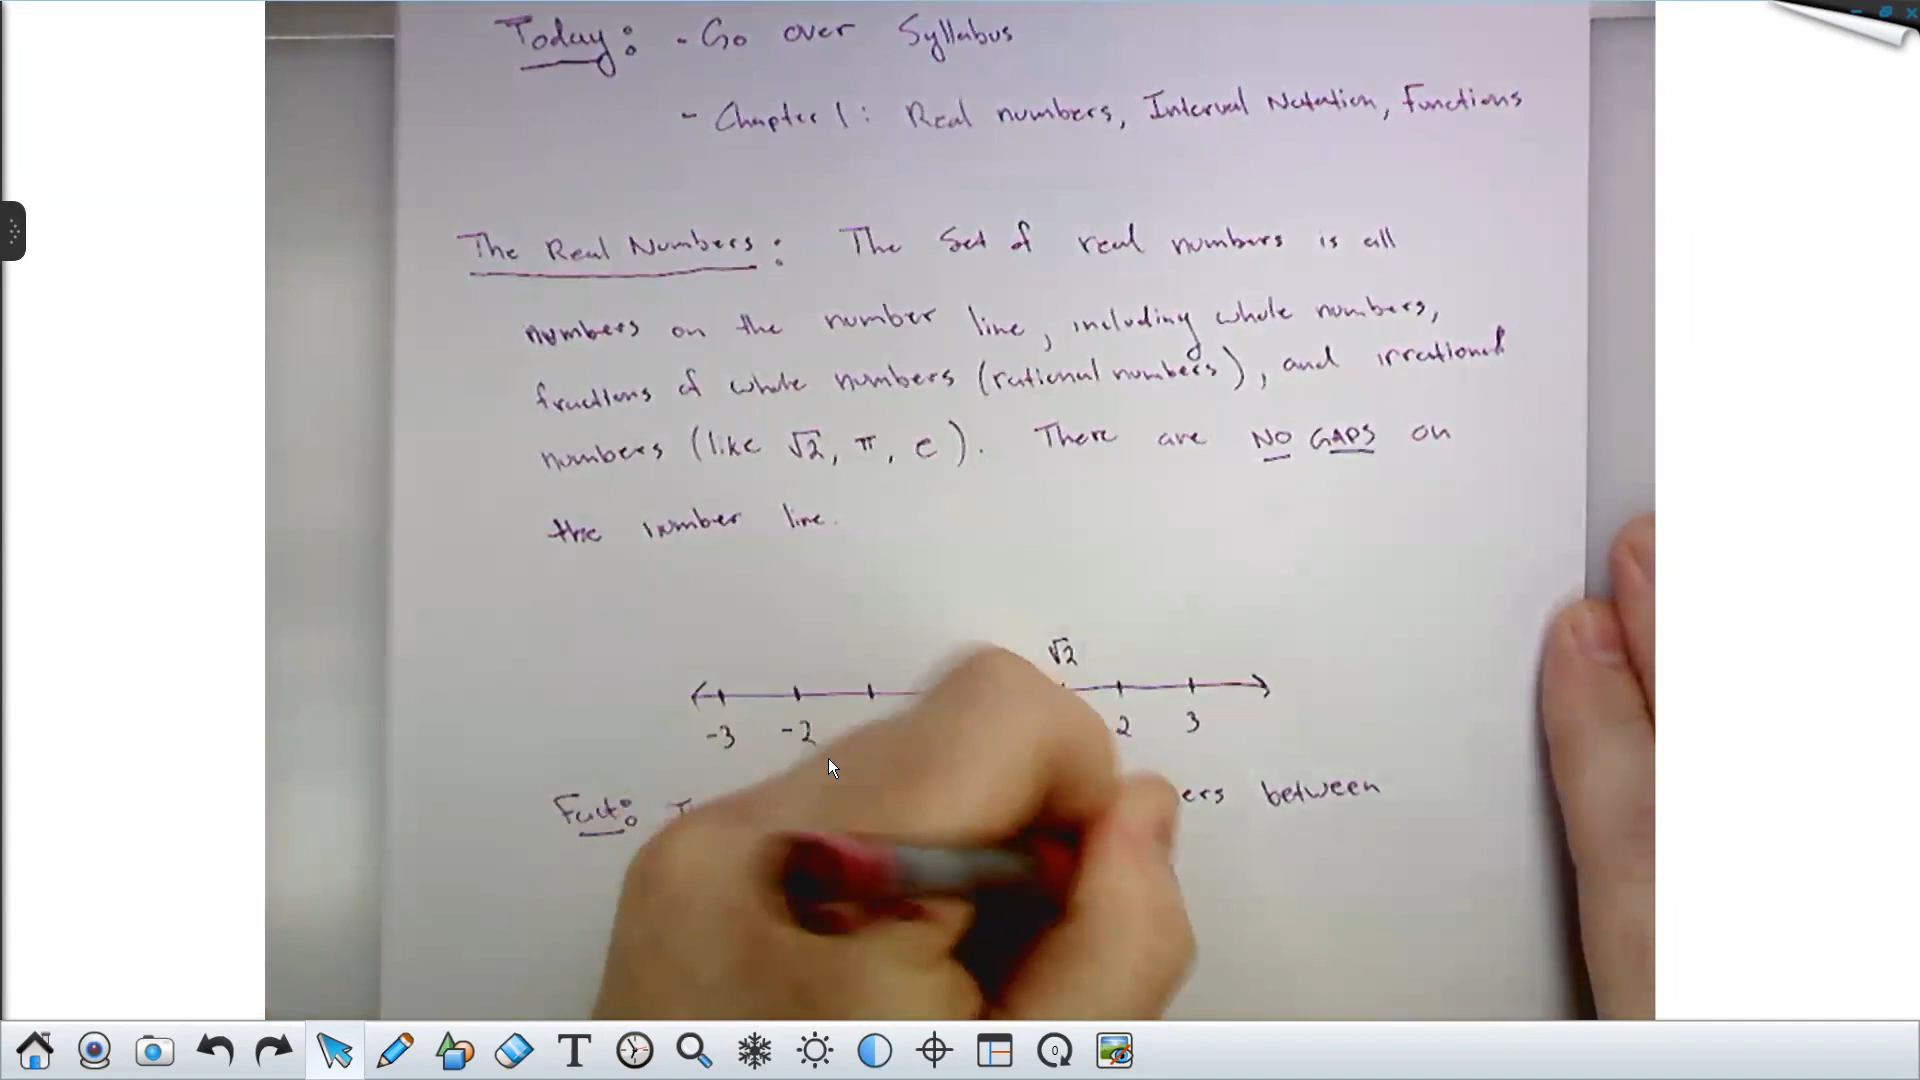 Today: - Go over Syllabus
- Chapter 1: Real numbers, Interval Notation, Functions
The Real Numbers: The set of real numbers is all
numbers on the number line, including whole numbers,
fractions of whole numbers (rational numbers), and irrational
numbers (like √2, π, e). There are NO GAPS on
the number line.
√2
-3 -2 2 3
Fact: between
T
0